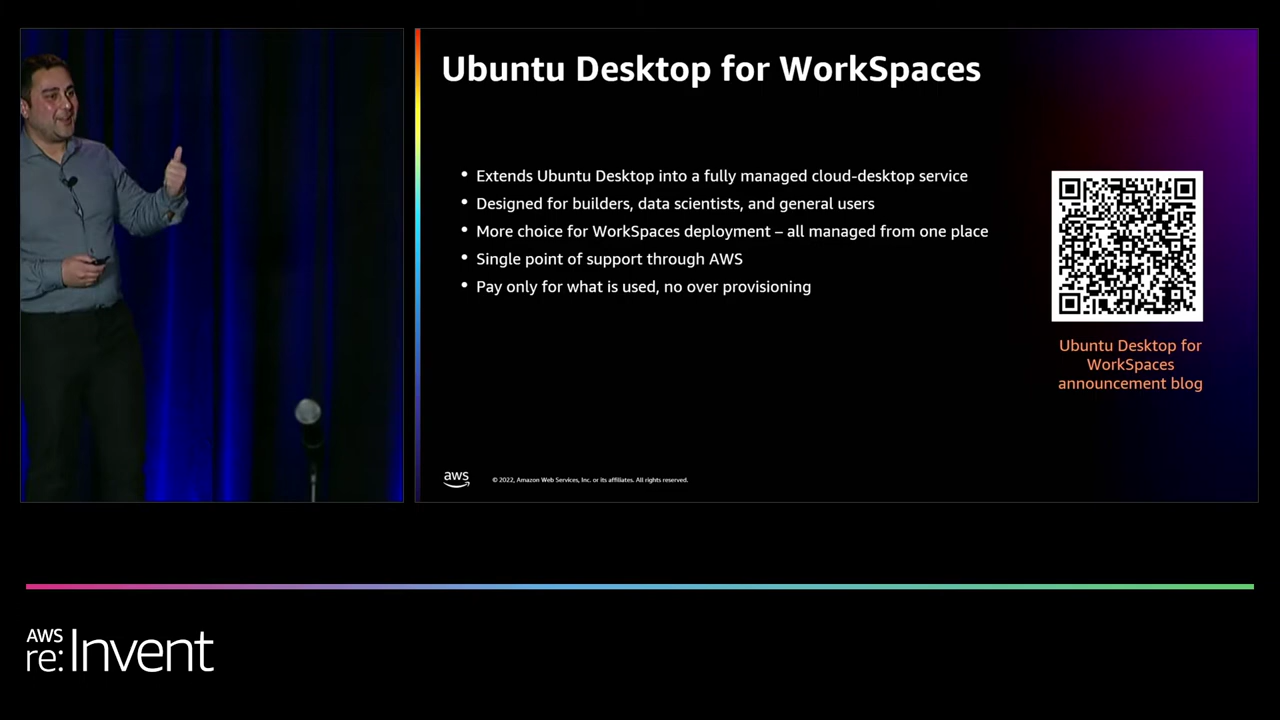 Ubuntu Desktop for WorkSpaces
• Extends Ubuntu Desktop into a fully managed cloud-desktop service
• Designed for builders, data scientists, and general users
• More choice for WorkSpaces deployment – all managed from one place
• Single point of support through AWS
• Pay only for what is used, no over provisioning
Ubuntu Desktop for
WorkSpaces
announcement blog
aws
© 2022, Amazon Web Services, Inc. or its affiliates. All rights reserved.
AWS
re:Invent